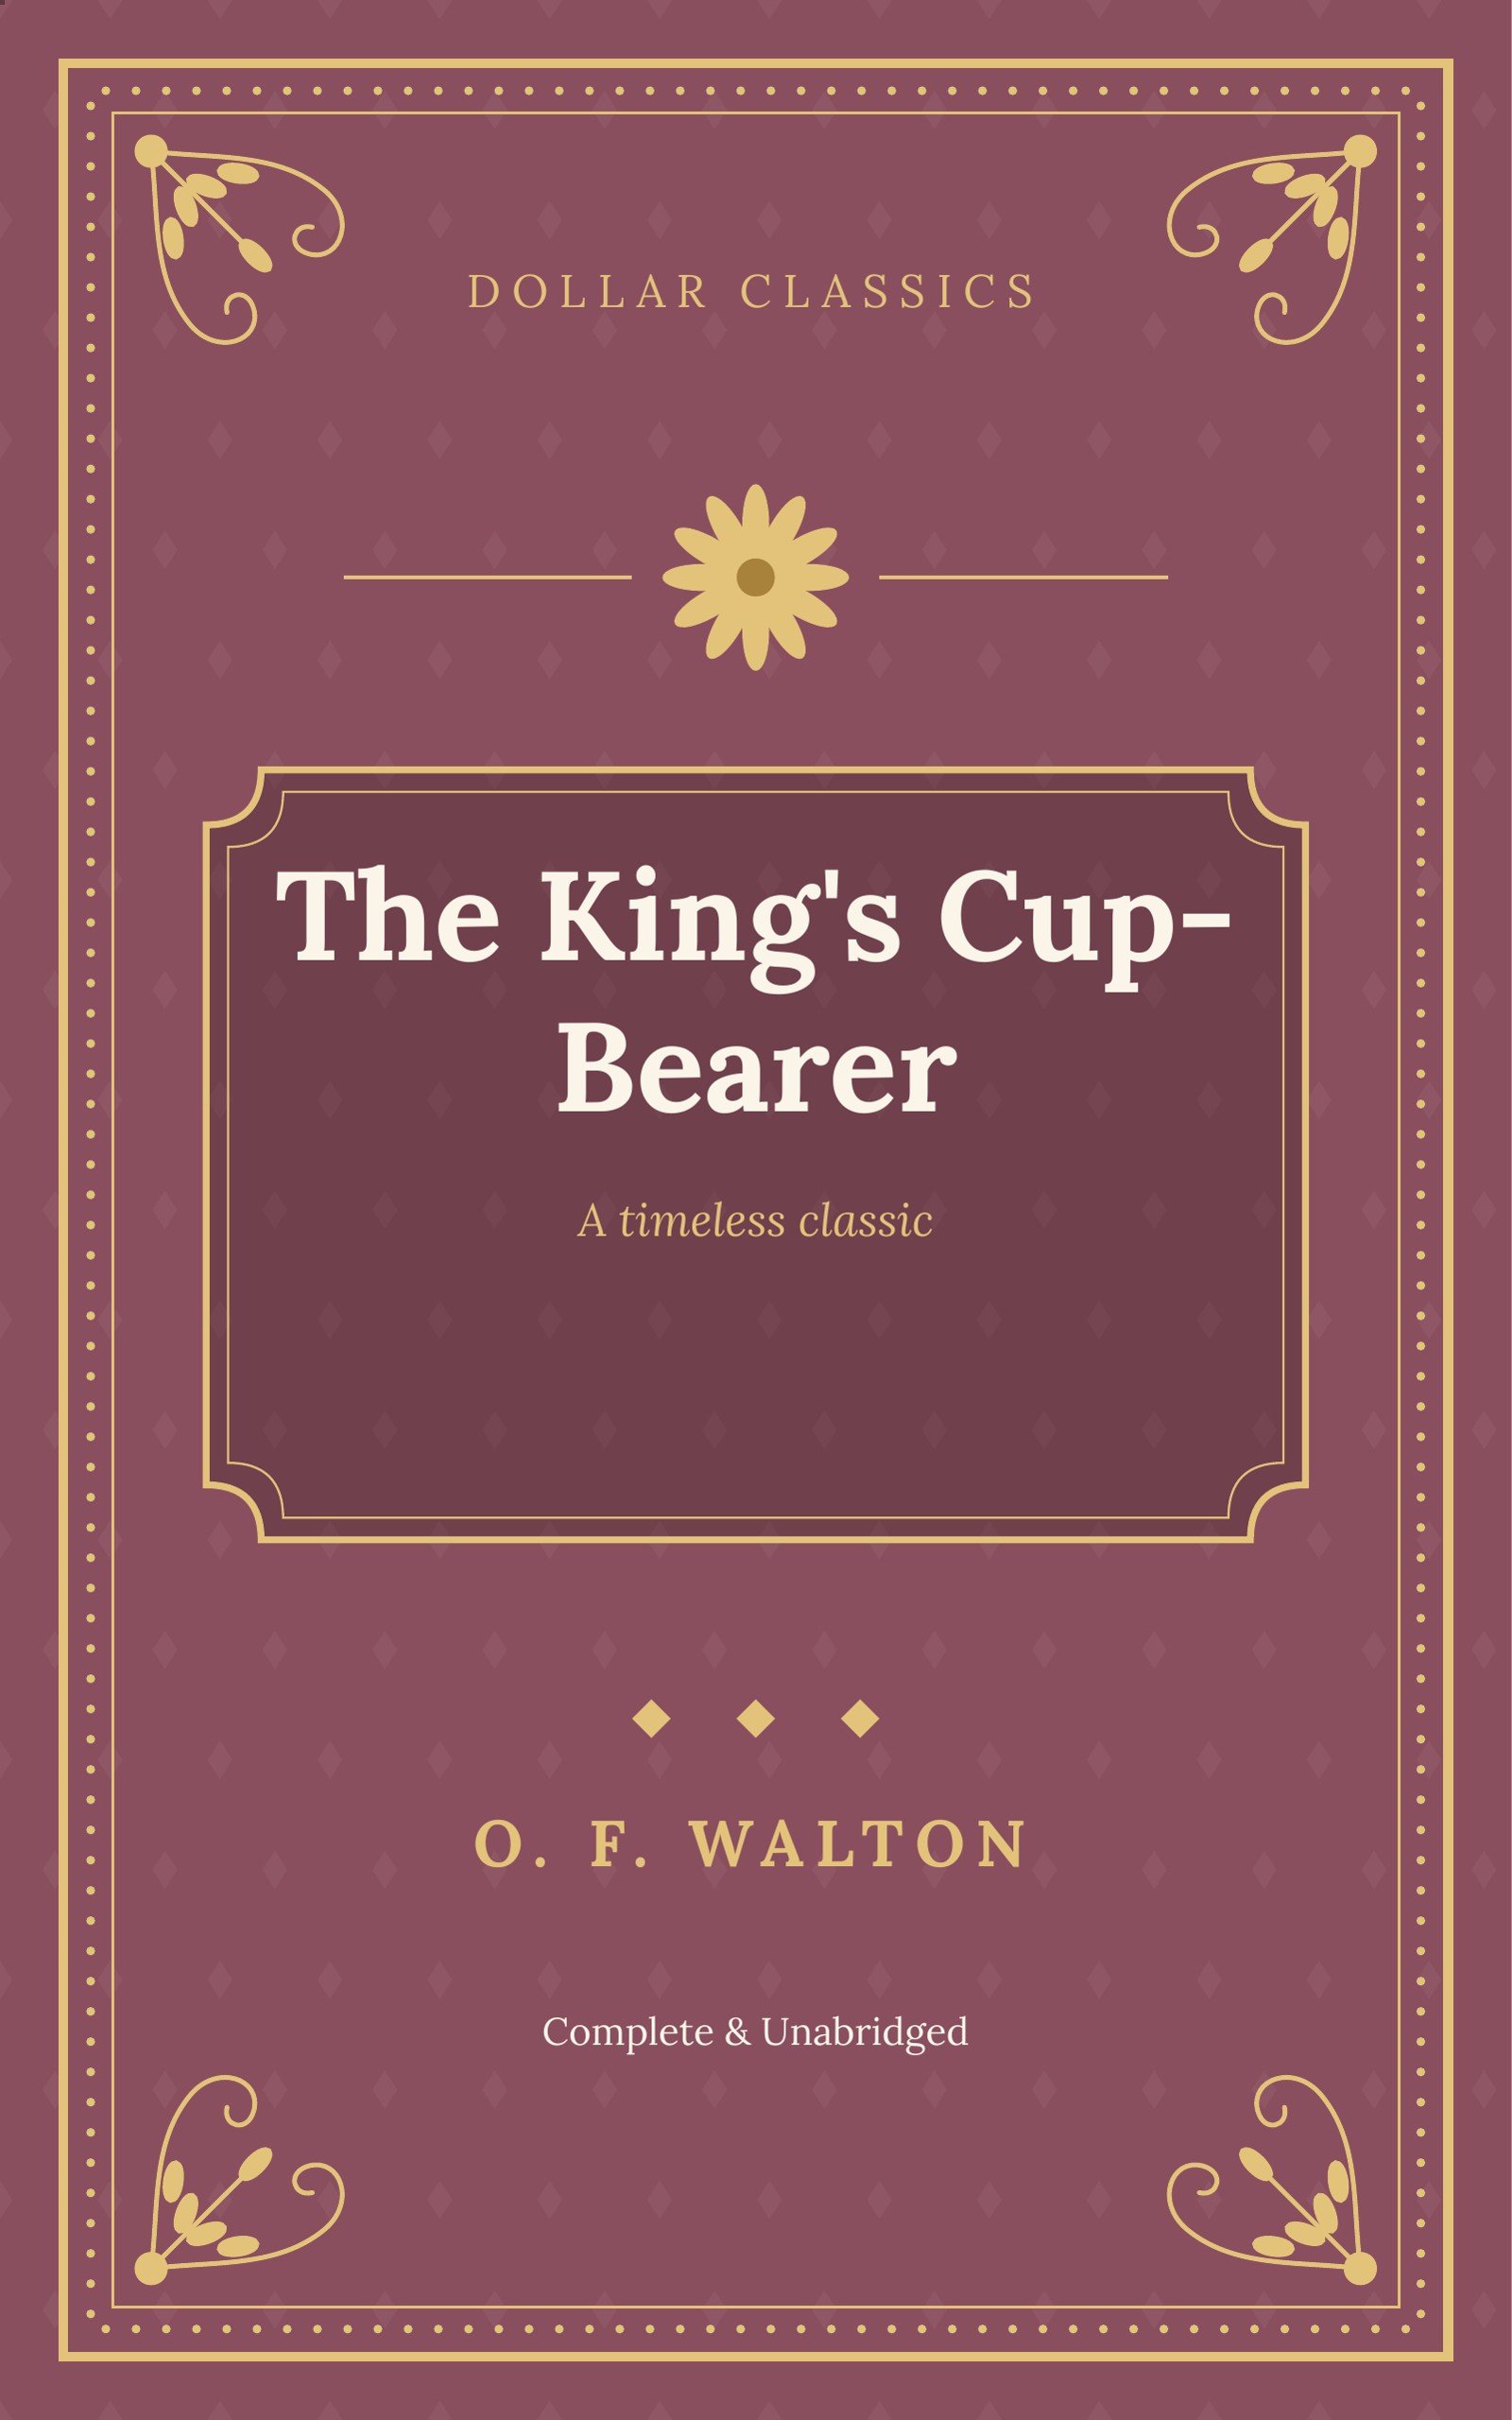 DOLLAR CLASSICS
The King's Cup-
Bearer
A timeless classic
O. F. WALTON
Complete & Unabridged